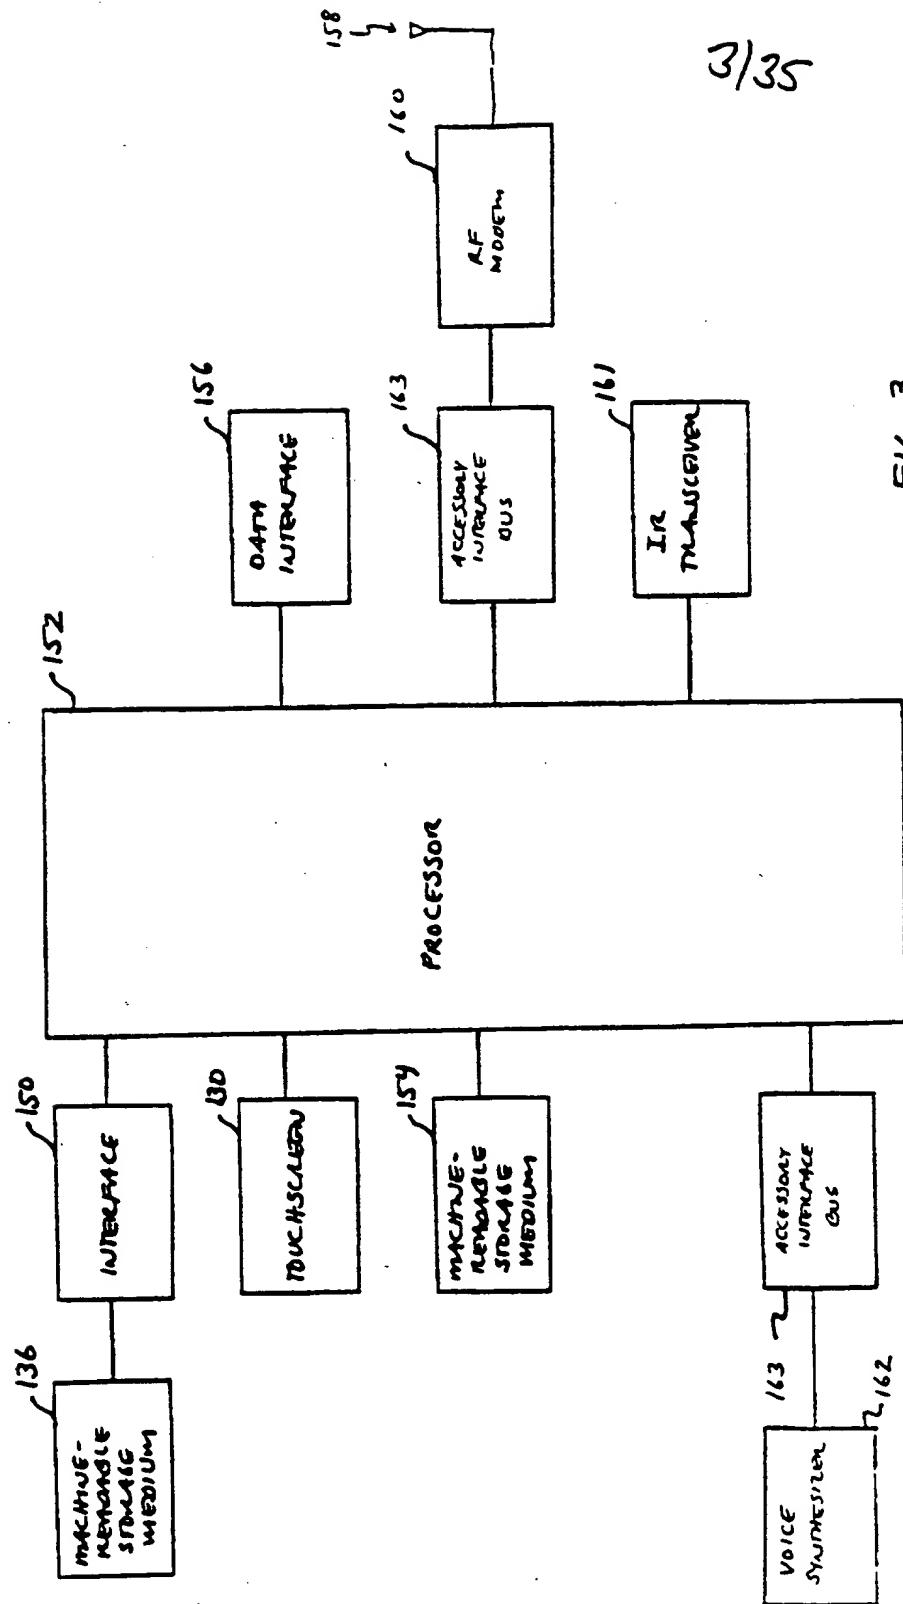 3/35
136
MACHINE-
READABLE
STORAGE
MEDIUM
150
INTERFACE
130
TOUCHSCREEN
154
MACHINE-
READABLE
STORAGE
MEDIUM
VOICE
SYNTHESIZER
162
163
ACCESSORY
INTERFACE
BUS
152
PROCESSOR
156
DATA
INTERFACE
163
ACCESSORY
INTERFACE
BUS
160
RF
MODEM
158
161
IR
TRANSCEIVER